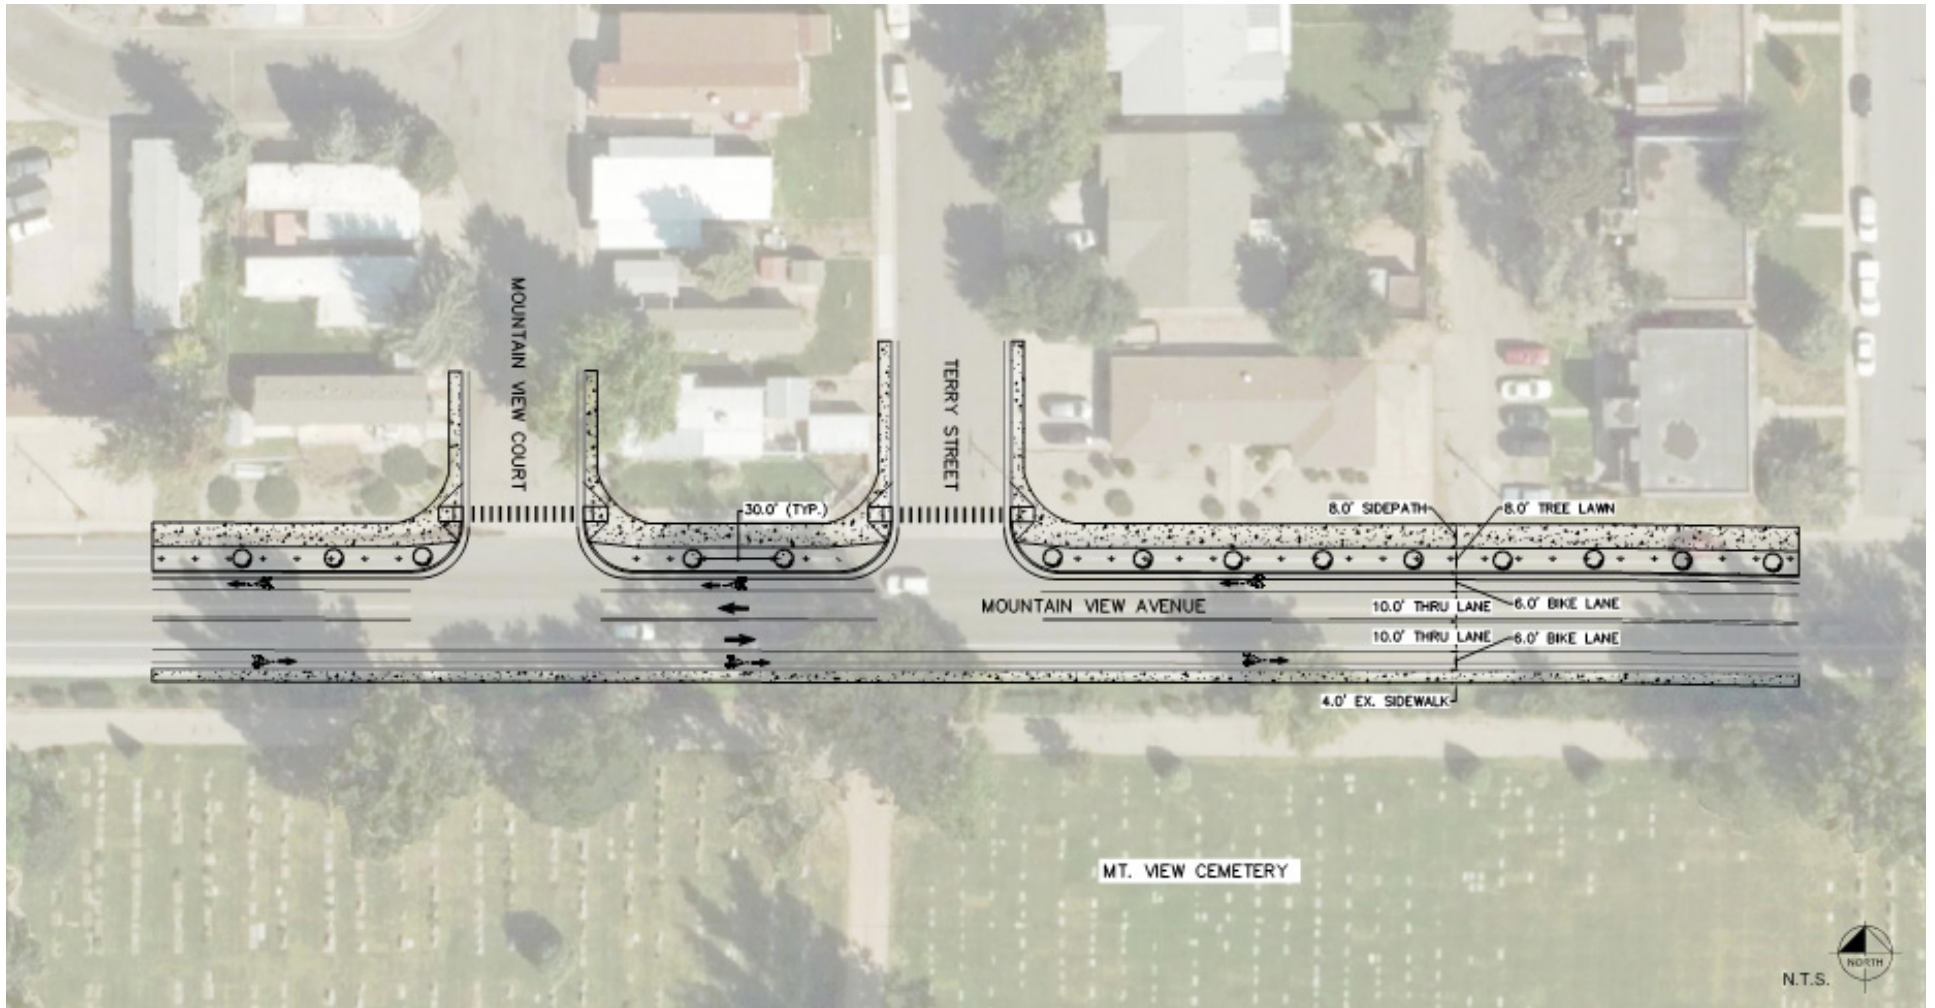 MOUNTAIN VIEW COURT
TERRY STREET
30.0' (TYP.)
8.0' SIDEPATH
8.0' TREE LAWN
MOUNTAIN VIEW AVENUE
10.0' THRU LANE
6.0' BIKE LANE
10.0' THRU LANE
6.0' BIKE LANE
4.0' EX. SIDEWALK
MT. VIEW CEMETERY
NORTH
N.T.S.